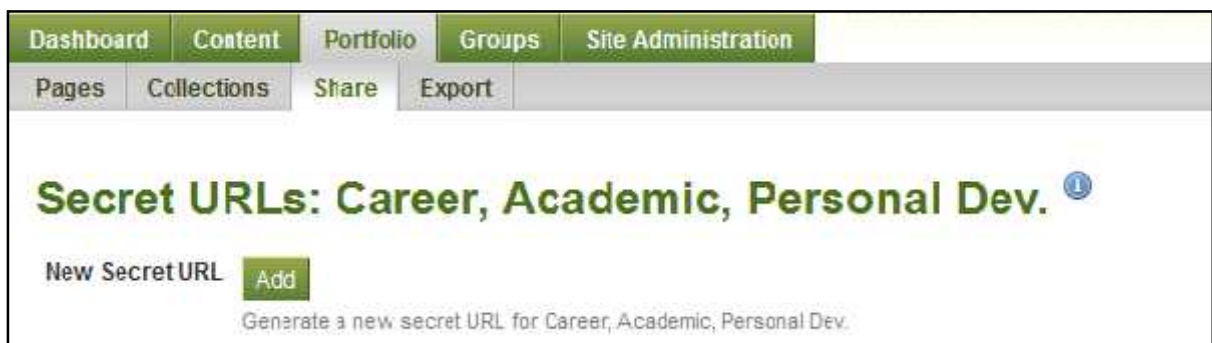 Dashboard Content Portfolio Groups Site Administration
Pages Collections Share Export
Secret URLs: Career, Academic, Personal Dev.
New Secret URL Add
Generate a new secret URL for Career, Academic, Personal Dev.